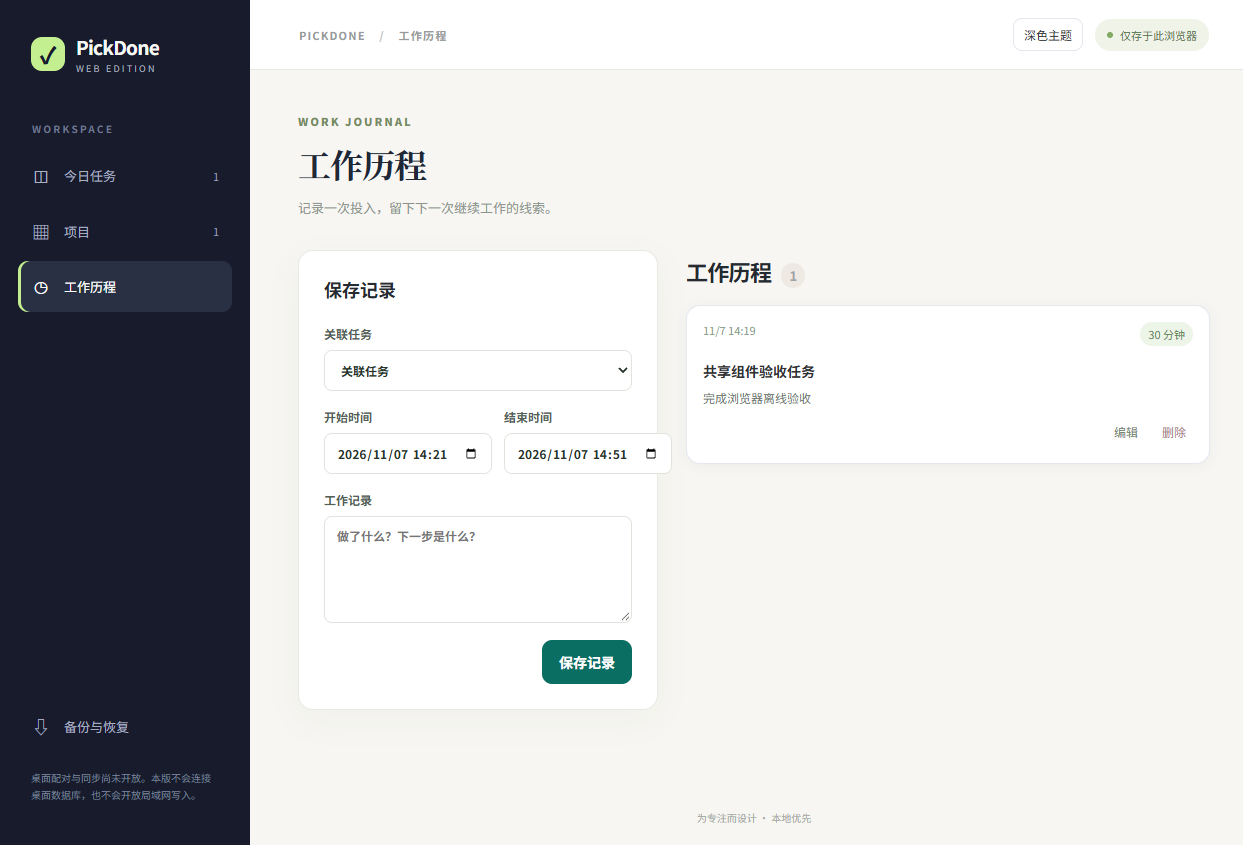 ✓ PickDone
WEB EDITION
WORKSPACE
今日任务 1
项目 1
工作历程
备份与恢复
桌面配对与同步尚未开放。本版不会连接
桌面数据库，也不会开放局域网写入。
PICKDONE / 工作历程
深色主题
仅存于此浏览器
WORK JOURNAL
工作历程
记录一次投入，留下下一次继续工作的线索。
保存记录
关联任务
关联任务
开始时间 结束时间
2026/11/07 14:21 2026/11/07 14:51
工作记录
做了什么？下一步是什么？
保存记录
工作历程 1
11/7 14:19 30 分钟
共享组件验收任务
完成浏览器离线验收
编辑 删除
为专注而设计 · 本地优先